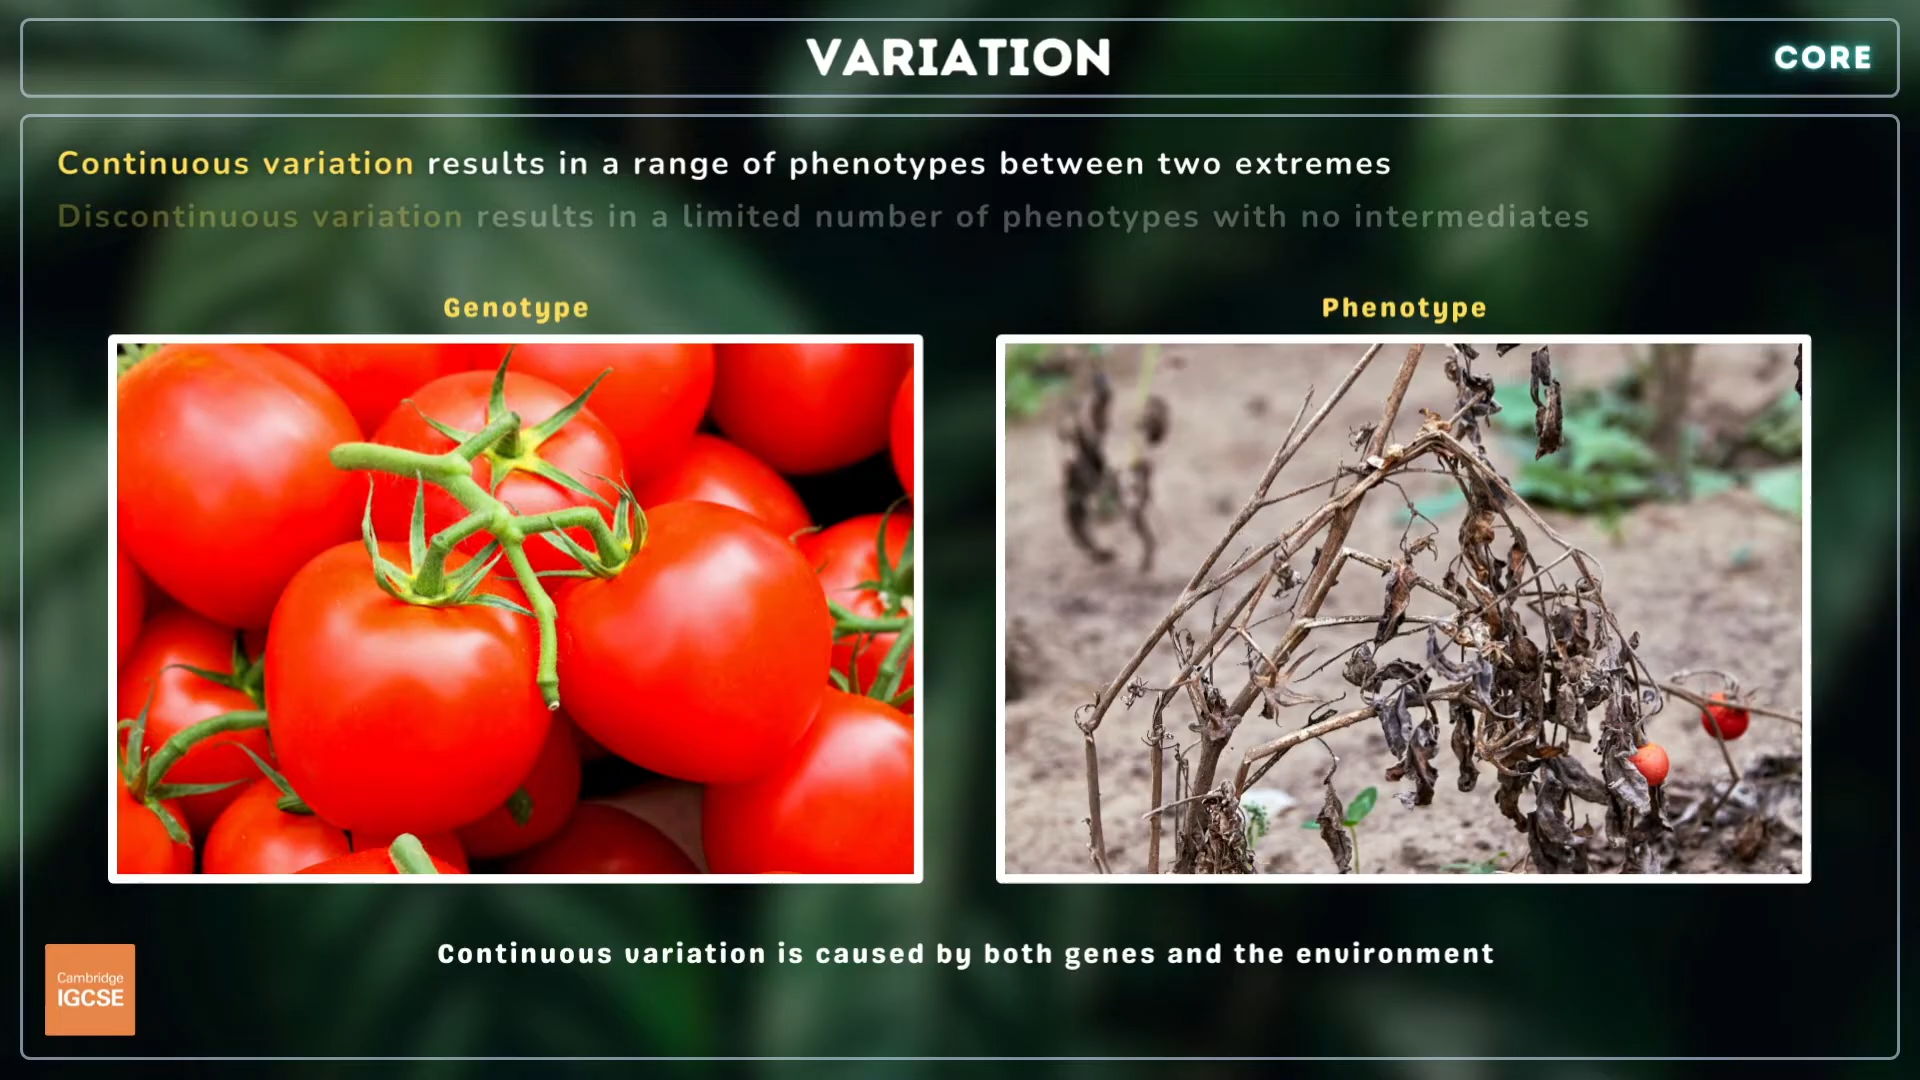 VARIATION
CORE
Continuous variation results in a range of phenotypes between two extremes
Discontinuous variation results in a limited number of phenotypes with no intermediates
Genotype
Phenotype
Continuous variation is caused by both genes and the environment
Cambridge
IGCSE